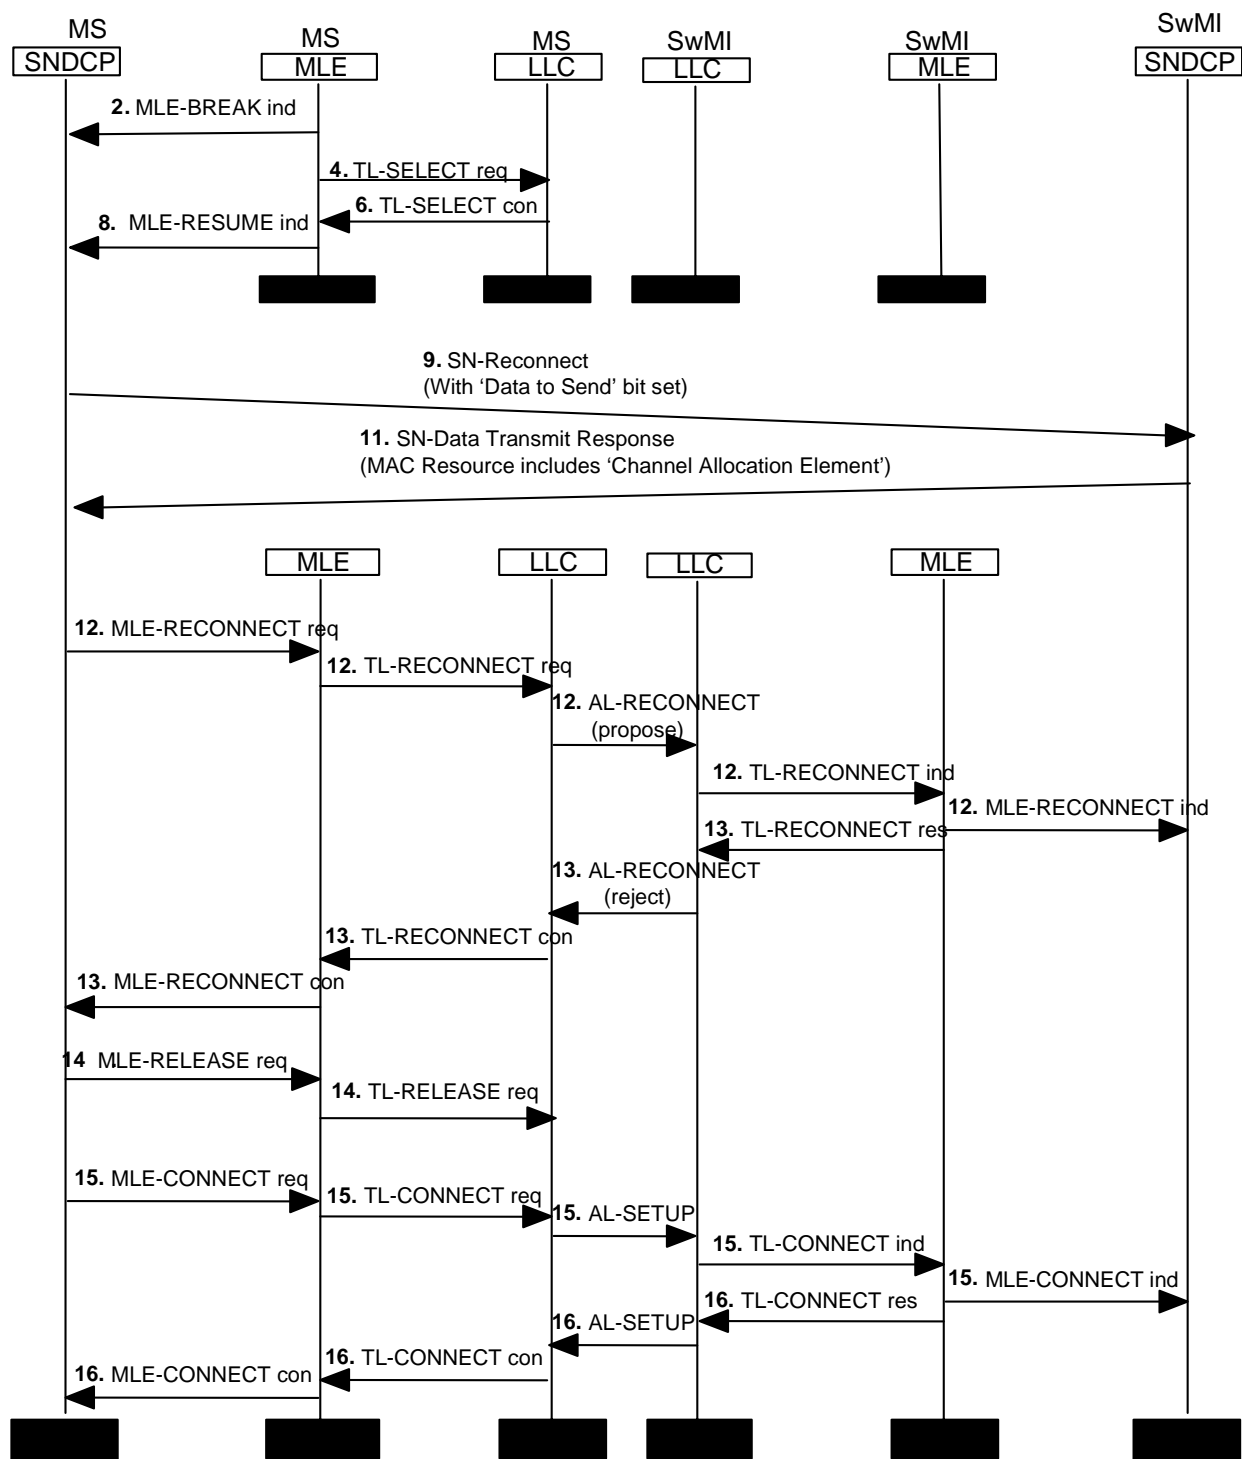 MS
MS
MS
SwMI
SwMI
SwMI
SNDCP
MLE
LLC
LLC
MLE
SNDCP
2. MLE-BREAK ind
4. TL-SELECT req
6. TL-SELECT con
8. MLE-RESUME ind
9. SN-Reconnect
(With ‘Data to Send’ bit set)
11. SN-Data Transmit Response
(MAC Resource includes ‘Channel Allocation Element’)
MLE
LLC
LLC
MLE
12. MLE-RECONNECT req
12. TL-RECONNECT req
12. AL-RECONNECT
(propose)
12. TL-RECONNECT ind
12. MLE-RECONNECT ind
13. TL-RECONNECT res
13. AL-RECONNECT
(reject)
13. TL-RECONNECT con
13. MLE-RECONNECT con
14 MLE-RELEASE req
14. TL-RELEASE req
15. MLE-CONNECT req
15. TL-CONNECT req
15. AL-SETUP
15. TL-CONNECT ind
15. MLE-CONNECT ind
16. TL-CONNECT res
16. AL-SETUP
16. TL-CONNECT con
16. MLE-CONNECT con